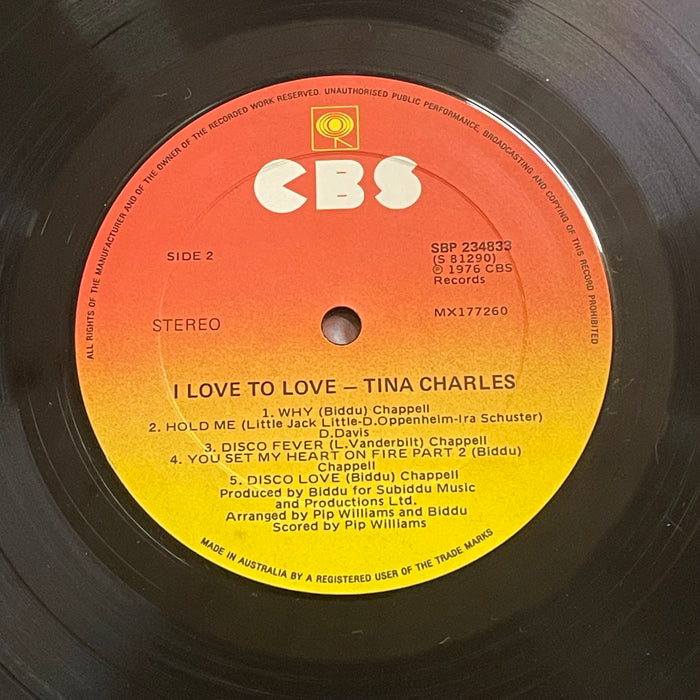 ALL RIGHTS OF THE MANUFACTURER AND OF THE OWNER OF THE RECORDED WORK RESERVED. UNAUTHORISED PUBLIC PERFORMANCE, BROADCASTING AND COPYING OF THIS RECORD PROHIBITED
CBS
SIDE 2
SBP 234833
(S 81290)
℗ 1976 CBS
Records
STEREO
MX177260
I LOVE TO LOVE — TINA CHARLES
1. WHY (Biddu) Chappell
2. HOLD ME (Little Jack Little-D.Oppenheim-Ira Schuster)
D.Davis
3. DISCO FEVER (L.Vanderbilt) Chappell
4. YOU SET MY HEART ON FIRE PART 2 (Biddu)
Chappell
5. DISCO LOVE (Biddu) Chappell
Produced by Biddu for Subiddu Music
and Productions Ltd.
Arranged by Pip Williams and Biddu
Scored by Pip Williams
MADE IN AUSTRALIA BY A REGISTERED USER OF THE TRADE MARKS